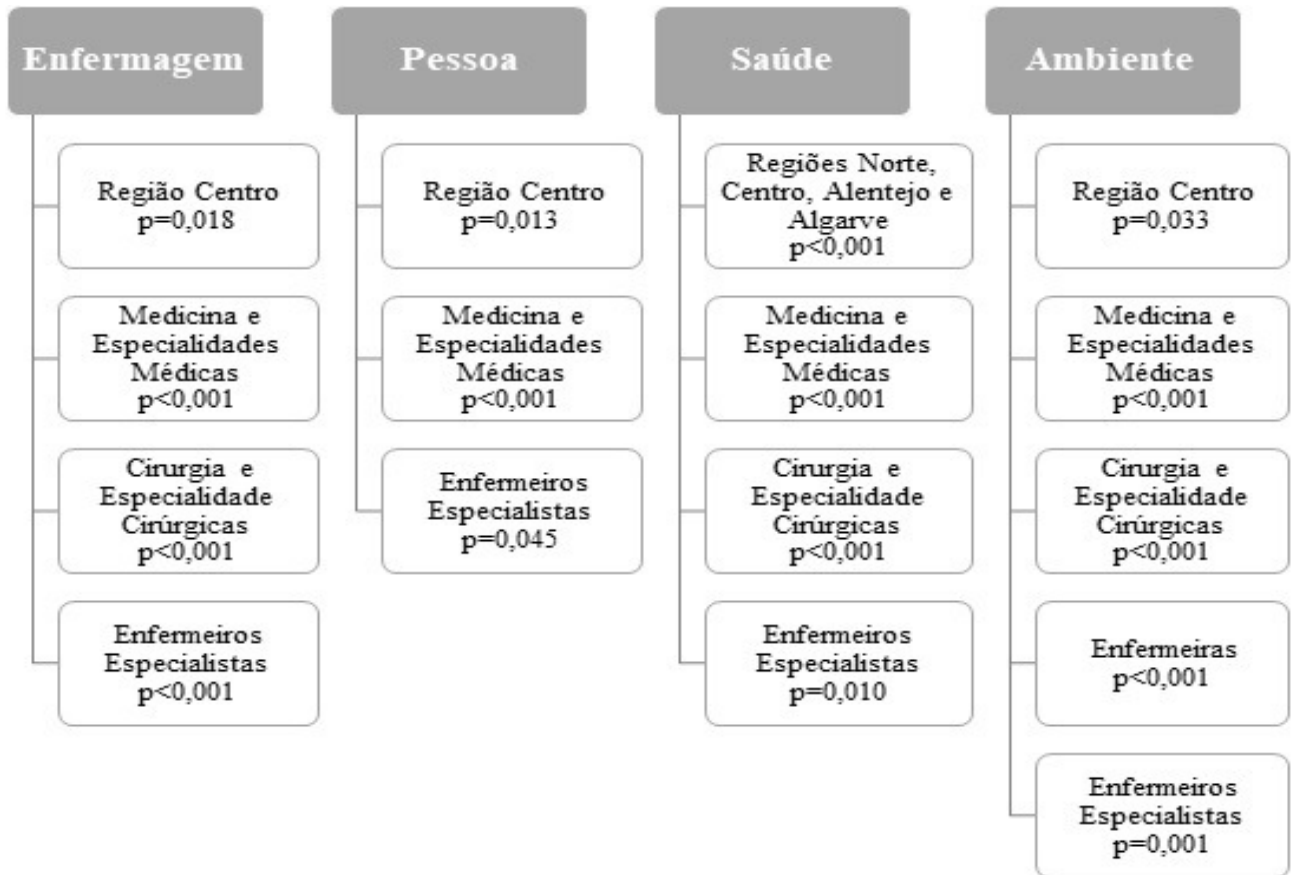 Enfermagem
Região Centro
p=0,018
Medicina e
Especialidades
Médicas
p<0,001
Cirurgia e
Especialidade
Cirúrgicas
p<0,001
Enfermeiros
Especialistas
p<0,001
Pessoa
Região Centro
p=0,013
Medicina e
Especialidades
Médicas
p<0,001
Enfermeiros
Especialistas
p=0,045
Saúde
Regiões Norte,
Centro, Alentejo e
Algarve
p<0,001
Medicina e
Especialidades
Médicas
p<0,001
Cirurgia e
Especialidade
Cirúrgicas
p<0,001
Enfermeiros
Especialistas
p=0,010
Ambiente
Região Centro
p=0,033
Medicina e
Especialidades
Médicas
p<0,001
Cirurgia e
Especialidade
Cirúrgicas
p<0,001
Enfermeiras
p<0,001
Enfermeiros
Especialistas
p=0,001